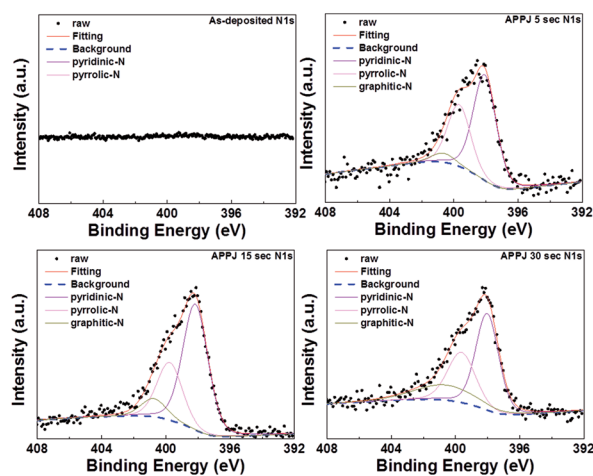 As-deposited N1s
raw
Fitting
Background
pyridinic-N
pyrrolic-N
Intensity (a.u.)
408 404 400 396 392
Binding Energy (eV)
APPJ 5 sec N1s
raw
Fitting
Background
pyridinic-N
pyrrolic-N
graphitic-N
Intensity (a.u.)
408 404 400 396 392
Binding Energy (eV)
APPJ 15 sec N1s
raw
Fitting
Background
pyridinic-N
pyrrolic-N
graphitic-N
Intensity (a.u.)
408 404 400 396 392
Binding Energy (eV)
APPJ 30 sec N1s
raw
Fitting
Background
pyridinic-N
pyrrolic-N
graphitic-N
Intensity (a.u.)
408 404 400 396 392
Binding Energy (eV)